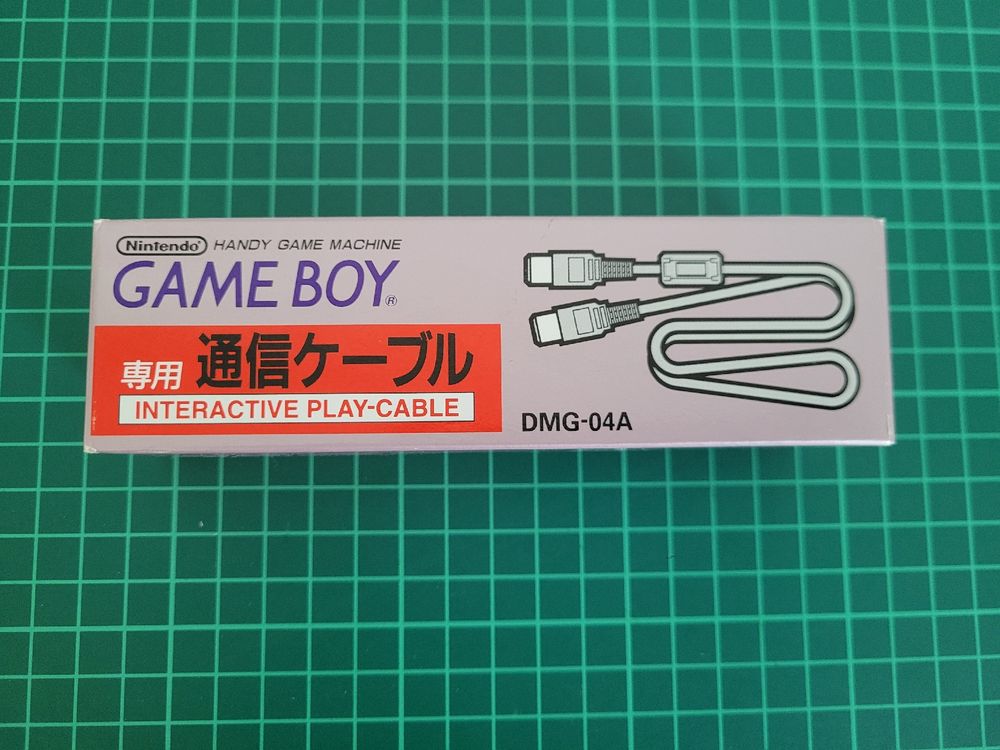 Nintendo® HANDY GAME MACHINE
GAME BOY®
専用 通信ケーブル
INTERACTIVE PLAY-CABLE
DMG-04A